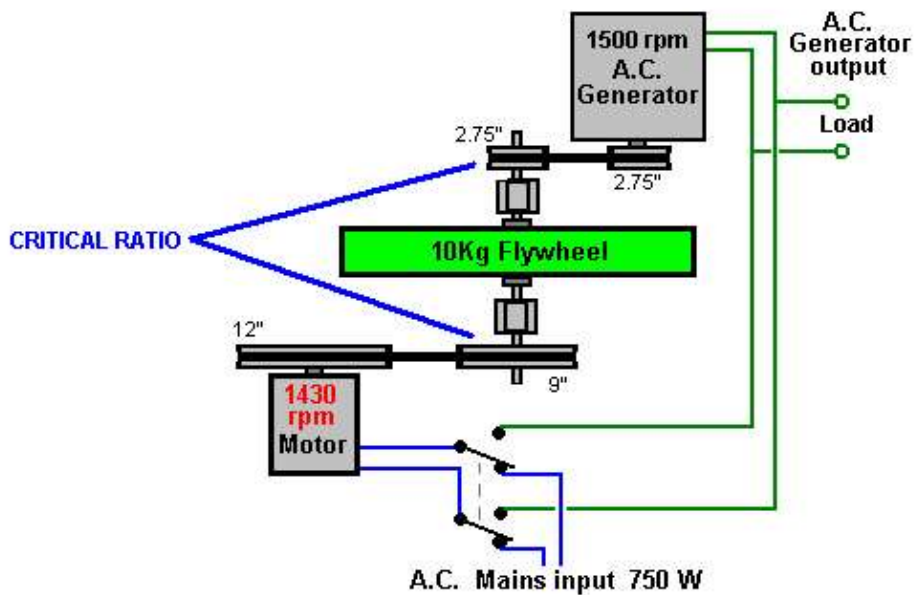 1500 rpm
A.C.
Generator
A.C.
Generator
output
Load
2.75"
2.75"
CRITICAL RATIO
10Kg Flywheel
12"
9"
1430
rpm
Motor
A.C. Mains input 750 W